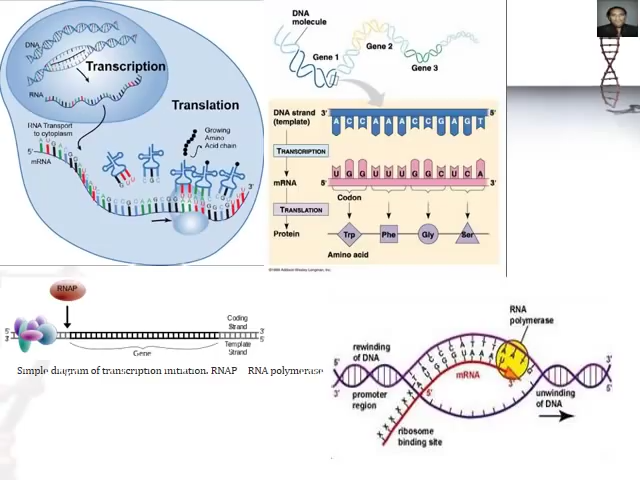 DNA
Transcription
RNA
Translation
RNA Transport
to cytoplasm
Growing
Amino
Acid chain
5'
mRNA
3'
DNA
molecule
Gene 1
Gene 2
Gene 3
DNA strand
(template)
3'
5'
A C C A A A C C G A G T
TRANSCRIPTION
mRNA
5'
3'
U G G U U U G G C U C A
Codon
TRANSLATION
Protein
Trp
Phe
Gly
Ser
Amino acid
RNAP
Coding
Strand
5'
3'
3'
5'
Template
Strand
Gene
Simple diagram of transcription initiation. RNAP RNA polymerase
RNA
polymerase
rewinding
of DNA
mRNA
5'
3'
3'
5'
promoter
region
5'
unwinding
of DNA
ribosome
binding site